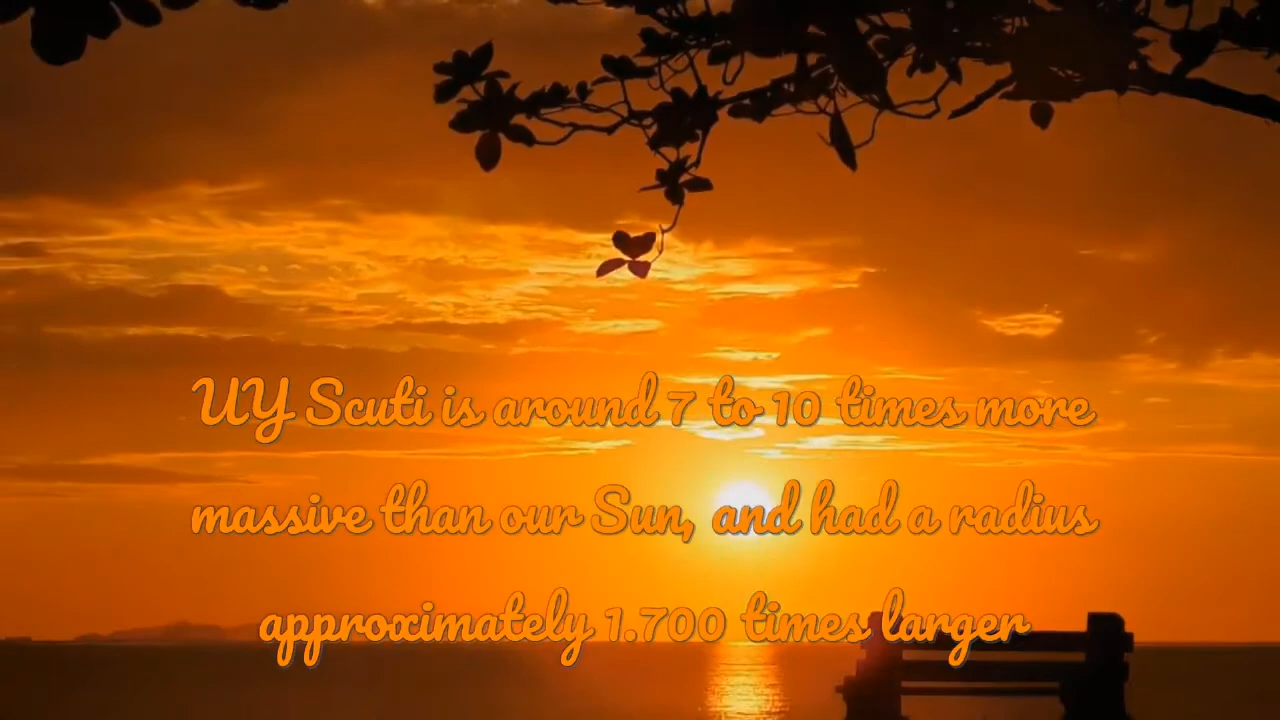 UY Scuti is around 7 to 10 times more
massive than our Sun, and had a radius
approximately 1.700 times larger